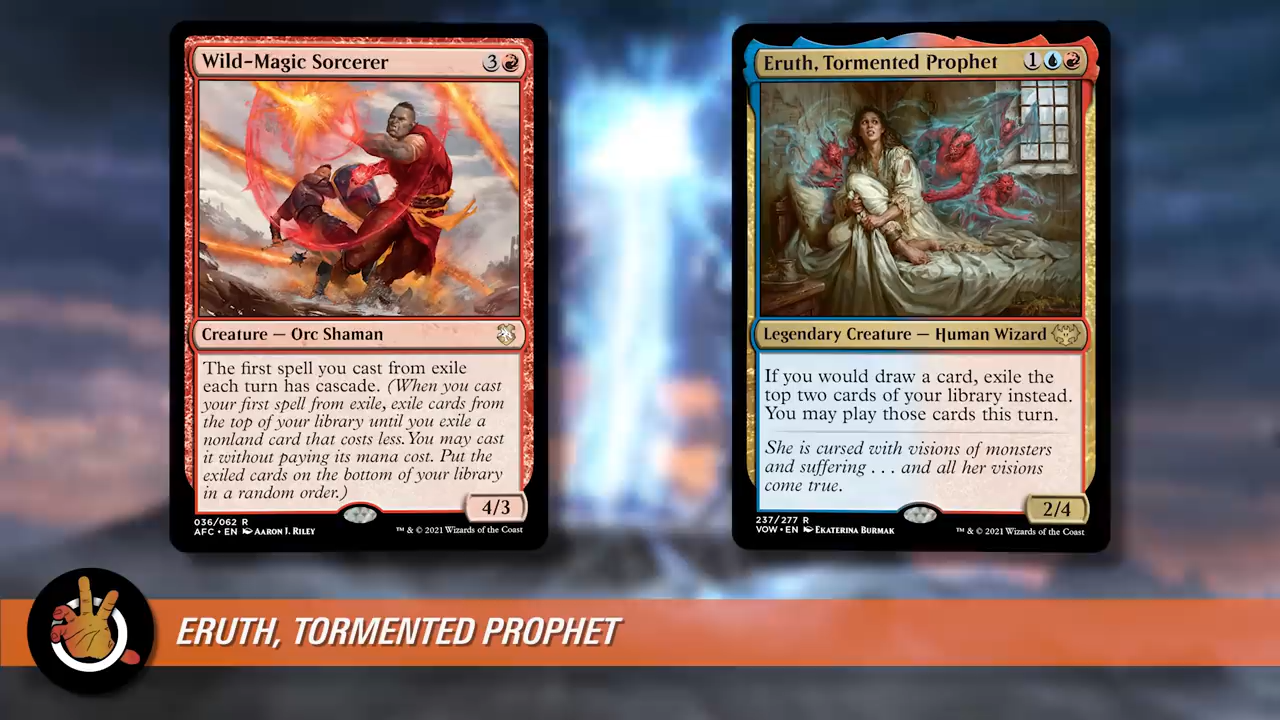 Wild-Magic Sorcerer 3
Creature — Orc Shaman
The first spell you cast from exile
each turn has cascade. (When you cast
your first spell from exile, exile cards from
the top of your library until you exile a
nonland card that costs less.You may cast
it without paying its mana cost. Put the
exiled cards on the bottom of your library
in a random order.)
4/3
036/062 R
AFC • EN AARON J. RILEY
™ & © 2021 Wizards of the Coast
Eruth, Tormented Prophet 1
Legendary Creature — Human Wizard
If you would draw a card, exile the
top two cards of your library instead.
You may play those cards this turn.
She is cursed with visions of monsters
and suffering . . . and all her visions
come true.
2/4
237/277 R
VOW • EN EKATERINA BURMAK
™ & © 2021 Wizards of the Coast
ERUTH, TORMENTED PROPHET